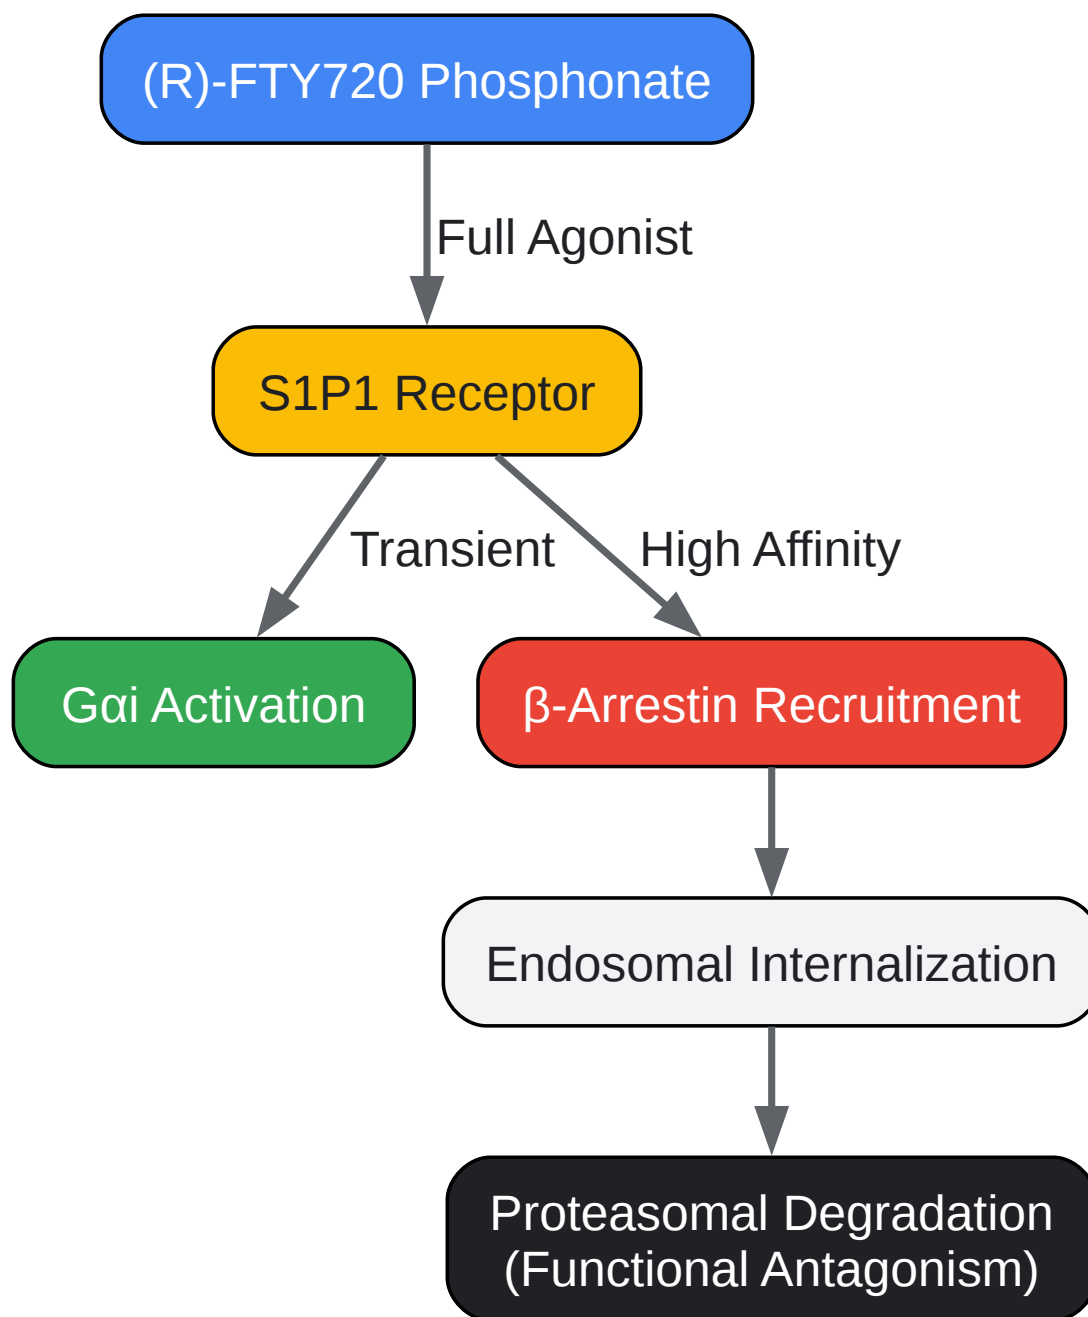 (R)-FTY720 Phosphonate
Full Agonist
S1P1 Receptor
Transient
High Affinity
Gαi Activation
β-Arrestin Recruitment
Endosomal Internalization
Proteasomal Degradation
(Functional Antagonism)